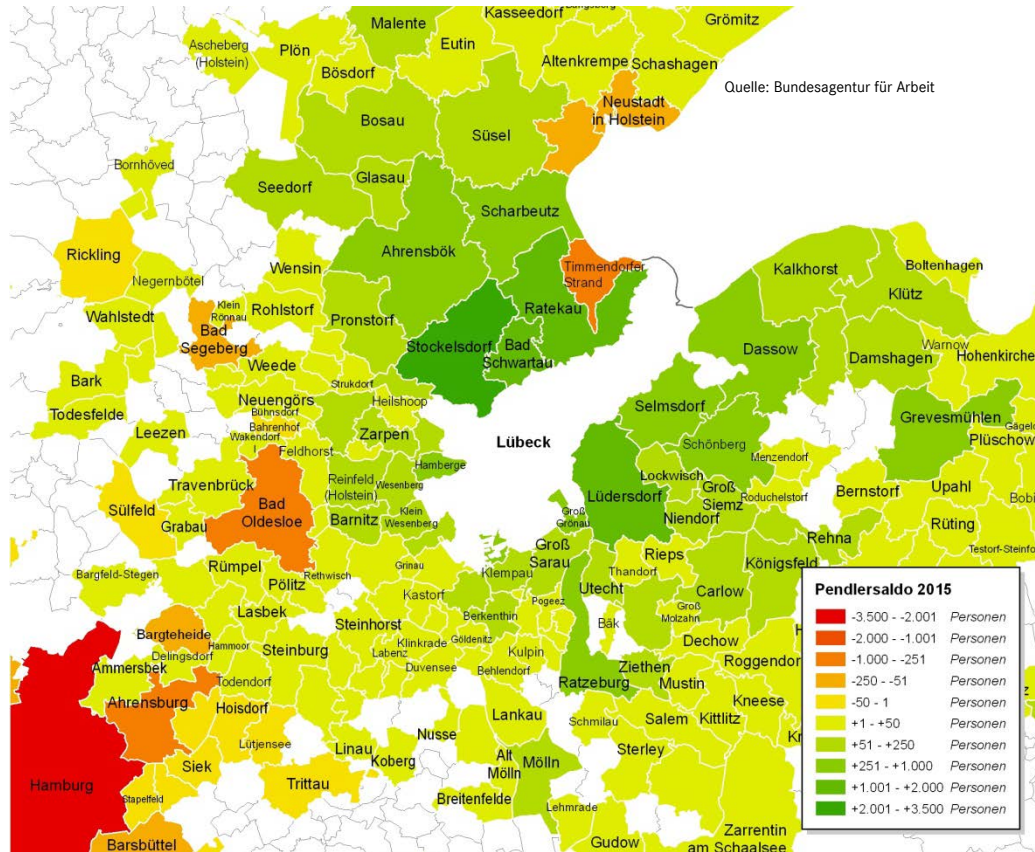 Malente
Kasseedorf
Grömitz
Ascheberg
(Holstein)
Plön
Eutin
Bösdorf
Altenkrempe
Schashagen
Quelle: Bundesagentur für Arbeit
Neustadt
in Holstein
Bosau
Süsel
Bornhöved
Seedorf
Glasau
Scharbeutz
Rickling
Ahrensbök
Timmendorfer
Strand
Wensin
Negernbötel
Kalkhorst
Boltenhagen
Klütz
Klein
Rönnau
Rohlstorf
Pronstorf
Ratekau
Wahlstedt
Bad
Segeberg
Stockelsdorf
Bad
Schwartau
Dassow
Damshagen
Warnow
Hohenkirche
Weede
Bark
Strukdorf
Neuengörs
Heilshoop
Selmsdorf
Todesfelde
Bühnsdorf
Bahrenhof
Grevesmühlen
Leezen
Wakendorf
I
Zarpen
Lübeck
Schönberg
Plüschow
Feldhorst
Hamberge
Menzendorf
Reinfeld
(Holstein)
Wesenberg
Lockwisch
Travenbrück
Lüdersdorf
Groß
Siemz
Roduchelstorf
Bernstorf
Upahl
Sülfeld
Bad
Oldesloe
Klein
Wesenberg
Groß
Grönau
Niendorf
Rüting
Grabau
Barnitz
Rehna
Groß
Sarau
Rieps
Testorf-Steinfo
Bargfeld-Stegen
Rümpel
Pölitz
Rethwisch
Grinau
Klempau
Thandorf
Königsfeld
Kastorf
Utecht
Carlow
Lasbek
Steinhorst
Berkenthin
Pogeez
Groß
Molzahn
Bargteheide
Hammoor
Klinkrade
Göldenitz
Bäk
Dechow
Delingsdorf
Steinburg
Labenz
Kulpin
Ammersbek
Duvensee
Behlendorf
Ziethen
Roggendorf
Todendorf
Ratzeburg
Mustin
Ahrensburg
Hoisdorf
Lankau
Kneese
Schmilau
Salem
Kittlitz
Lütjensee
Nusse
Linau
Koberg
Alt
Mölln
Mölln
Sterley
Siek
Hamburg
Trittau
Stapelfeld
Breitenfelde
Lehmrade
Barsbüttel
Gudow
Zarrentin
am Schaalsee
Pendlersaldo 2015
-3.500 - -2.001 Personen
-2.000 - -1.001 Personen
-1.000 - -251 Personen
-250 - -51 Personen
-50 - 1 Personen
+1 - +50 Personen
+51 - +250 Personen
+251 - +1.000 Personen
+1.001 - +2.000 Personen
+2.001 - +3.500 Personen